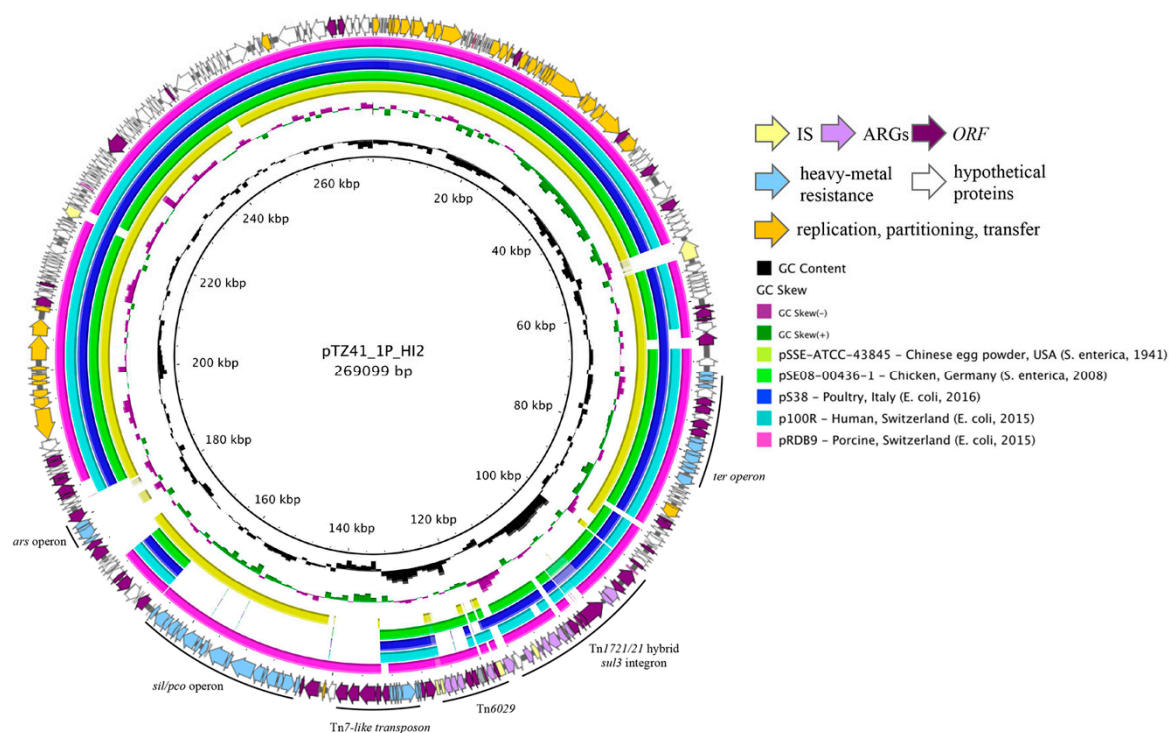 260 kbp
20
40
60
80
100 kbp
120 kbp
140 kbp
160 kbp
180 kbp
200 kbp
220 kbp
240 kbp
pTZ41_1P_HI2
269099 bp
ter operon
Tn1721/21 hybrid
sul3 integron
Tn6029
Tn7-like transposon
sil/pco operon
ars operon
IS
ARGs
ORF
heavy-metal
resistance
hypothetical
proteins
replication, partitioning, transfer
GC Content
GC Skew
GC Skew(-)
GC Skew(+)
pSSE-ATCC-43845 – Chinese egg powder, USA (S. enterica, 1941)
pSE08-00436-1 – Chicken, Germany (S. enterica, 2008)
pS38 – Poultry, Italy (E. coli, 2016)
p100R – Human, Switzerland (E. coli, 2015)
pRDB9 – Porcine, Switzerland (E. coli, 2015)